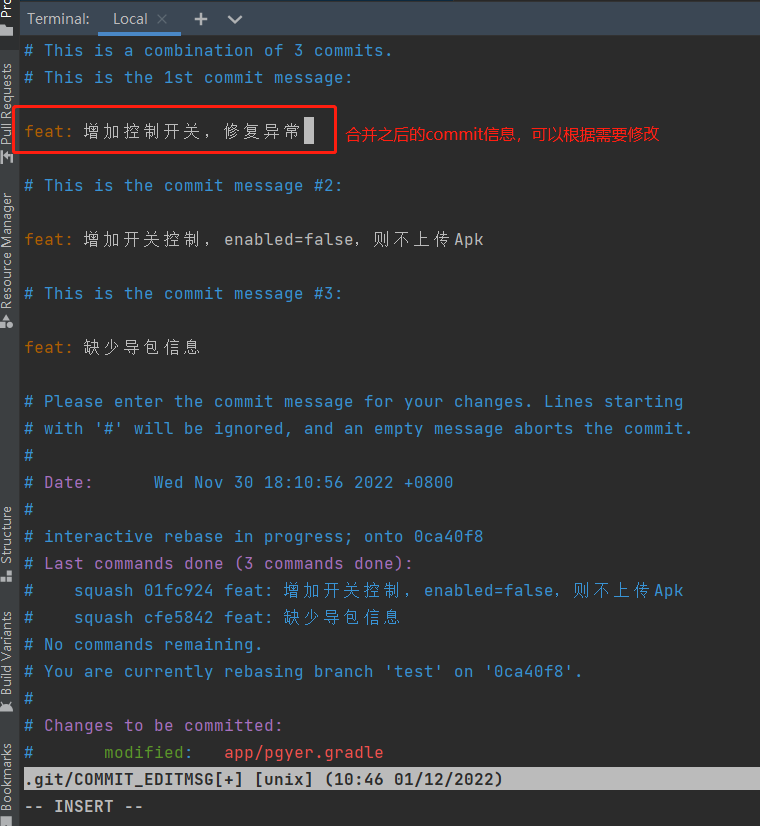 Terminal: Local × +
# This is a combination of 3 commits.
# This is the 1st commit message:
feat: 增加控制开关，修复异常
合并之后的commit信息，可以根据需要修改
# This is the commit message #2:
feat: 增加开关控制，enabled=false，则不上传Apk
# This is the commit message #3:
feat: 缺少导包信息
# Please enter the commit message for your changes. Lines starting
# with '#' will be ignored, and an empty message aborts the commit.
#
# Date:      Wed Nov 30 18:10:56 2022 +0800
#
# interactive rebase in progress; onto 0ca40f8
# Last commands done (3 commands done):
#    squash 01fc924 feat: 增加开关控制，enabled=false，则不上传Apk
#    squash cfe5842 feat: 缺少导包信息
# No commands remaining.
# You are currently rebasing branch 'test' on '0ca40f8'.
#
# Changes to be committed:
#       modified:   app/pgyer.gradle
.git/COMMIT_EDITMSG[+] [unix] (10:46 01/12/2022)
-- INSERT --
Pull Requests
Resource Manager
Structure
Build Variants
Bookmarks